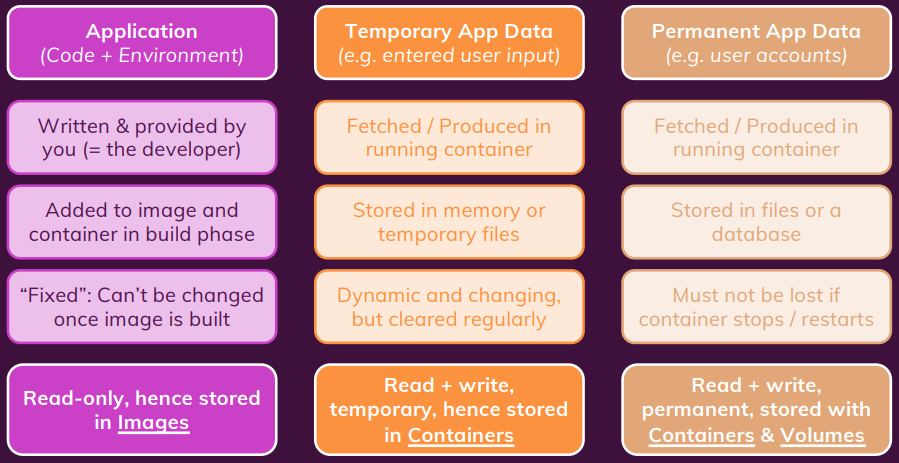 Application
(Code + Environment)
Written & provided by
you (= the developer)
Added to image and
container in build phase
“Fixed”: Can’t be changed
once image is built
Read-only, hence stored
in Images
Temporary App Data
(e.g. entered user input)
Fetched / Produced in
running container
Stored in memory or
temporary files
Dynamic and changing,
but cleared regularly
Read + write,
temporary, hence stored
in Containers
Permanent App Data
(e.g. user accounts)
Fetched / Produced in
running container
Stored in files or a
database
Must not be lost if
container stops / restarts
Read + write,
permanent, stored with
Containers & Volumes